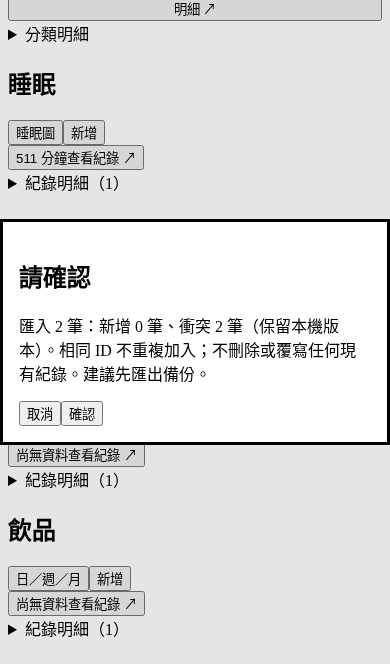 明細 ↗
▶ 分類明細
睡眠
睡眠圖 新增
511 分鐘查看紀錄 ↗
▶ 紀錄明細（1）
請確認
匯入 2 筆：新增 0 筆、衝突 2 筆（保留本機版
本）。相同 ID 不重複加入；不刪除或覆寫任何現
有紀錄。建議先匯出備份。
取消 確認
尚無資料查看紀錄 ↗
▶ 紀錄明細（1）
飲品
日／週／月 新增
尚無資料查看紀錄 ↗
▶ 紀錄明細（1）